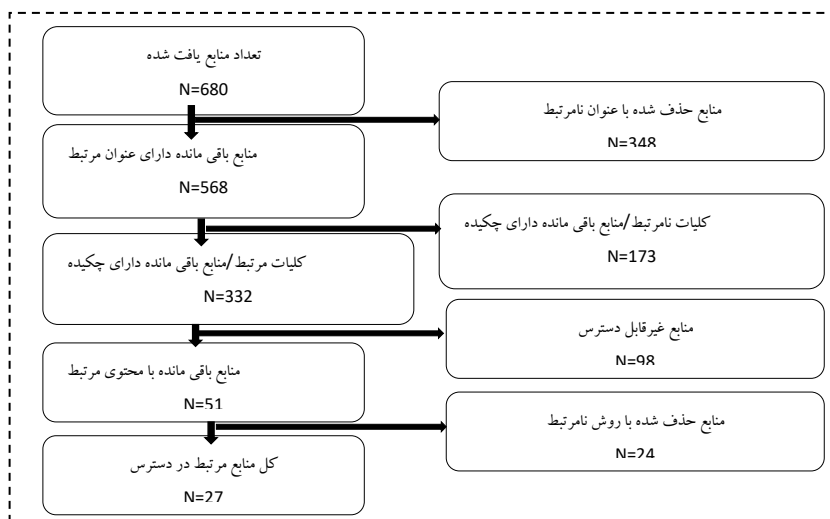 تعداد منابع یافت شده
N=680
منابع حذف شده با عنوان نامرتبط
N=348
منابع باقی مانده دارای عنوان مرتبط
N=568
کلیات نامرتبط/منابع باقی مانده دارای چکیده
N=173
کلیات مرتبط/منابع باقی مانده دارای چکیده
N=332
منابع غیرقابل دسترس
N=98
منابع باقی مانده با محتوی مرتبط
N=51
منابع حذف شده با روش نامرتبط
N=24
کل منابع مرتبط در دسترس
N=27